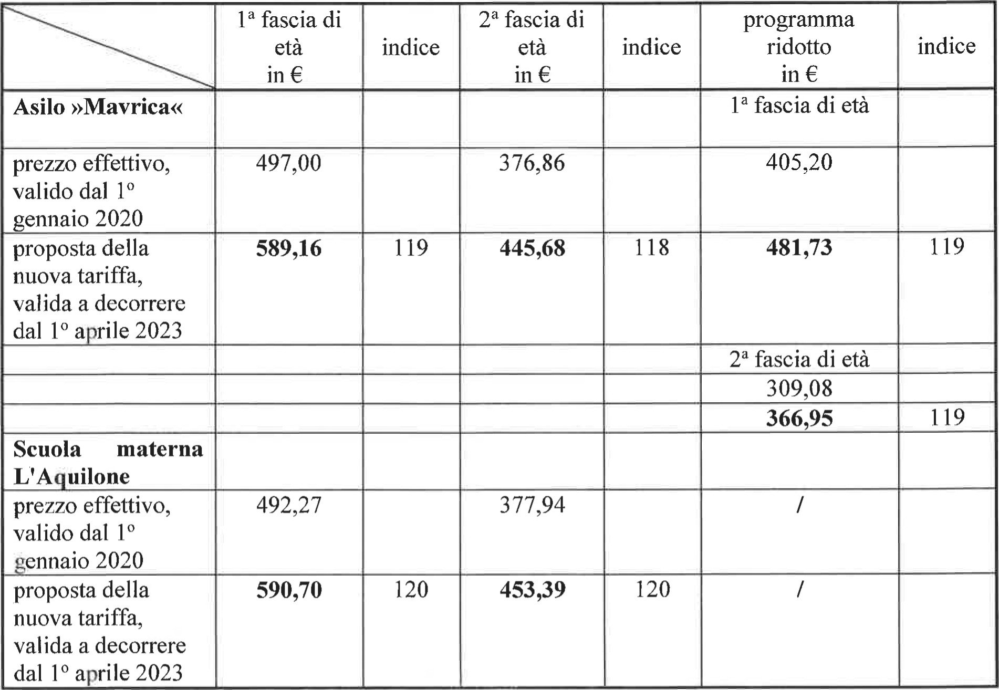 1ª fascia di età in € indice 2ª fascia di età in € indice programma ridotto in € indice
Asilo »Mavrica« 1ª fascia di età
prezzo effettivo, 497,00 376,86 405,20
valido dal 1º
gennaio 2020
proposta della 589,16 119 445,68 118 481,73 119
nuova tariffa,
valida a decorrere
dal 1º aprile 2023
2ª fascia di età
309,08
366,95 119
Scuola materna
L'Aquilone
prezzo effettivo, 492,27 377,94 /
valido dal 1º
gennaio 2020
proposta della 590,70 120 453,39 120 /
nuova tariffa,
valida a decorrere
dal 1º aprile 2023